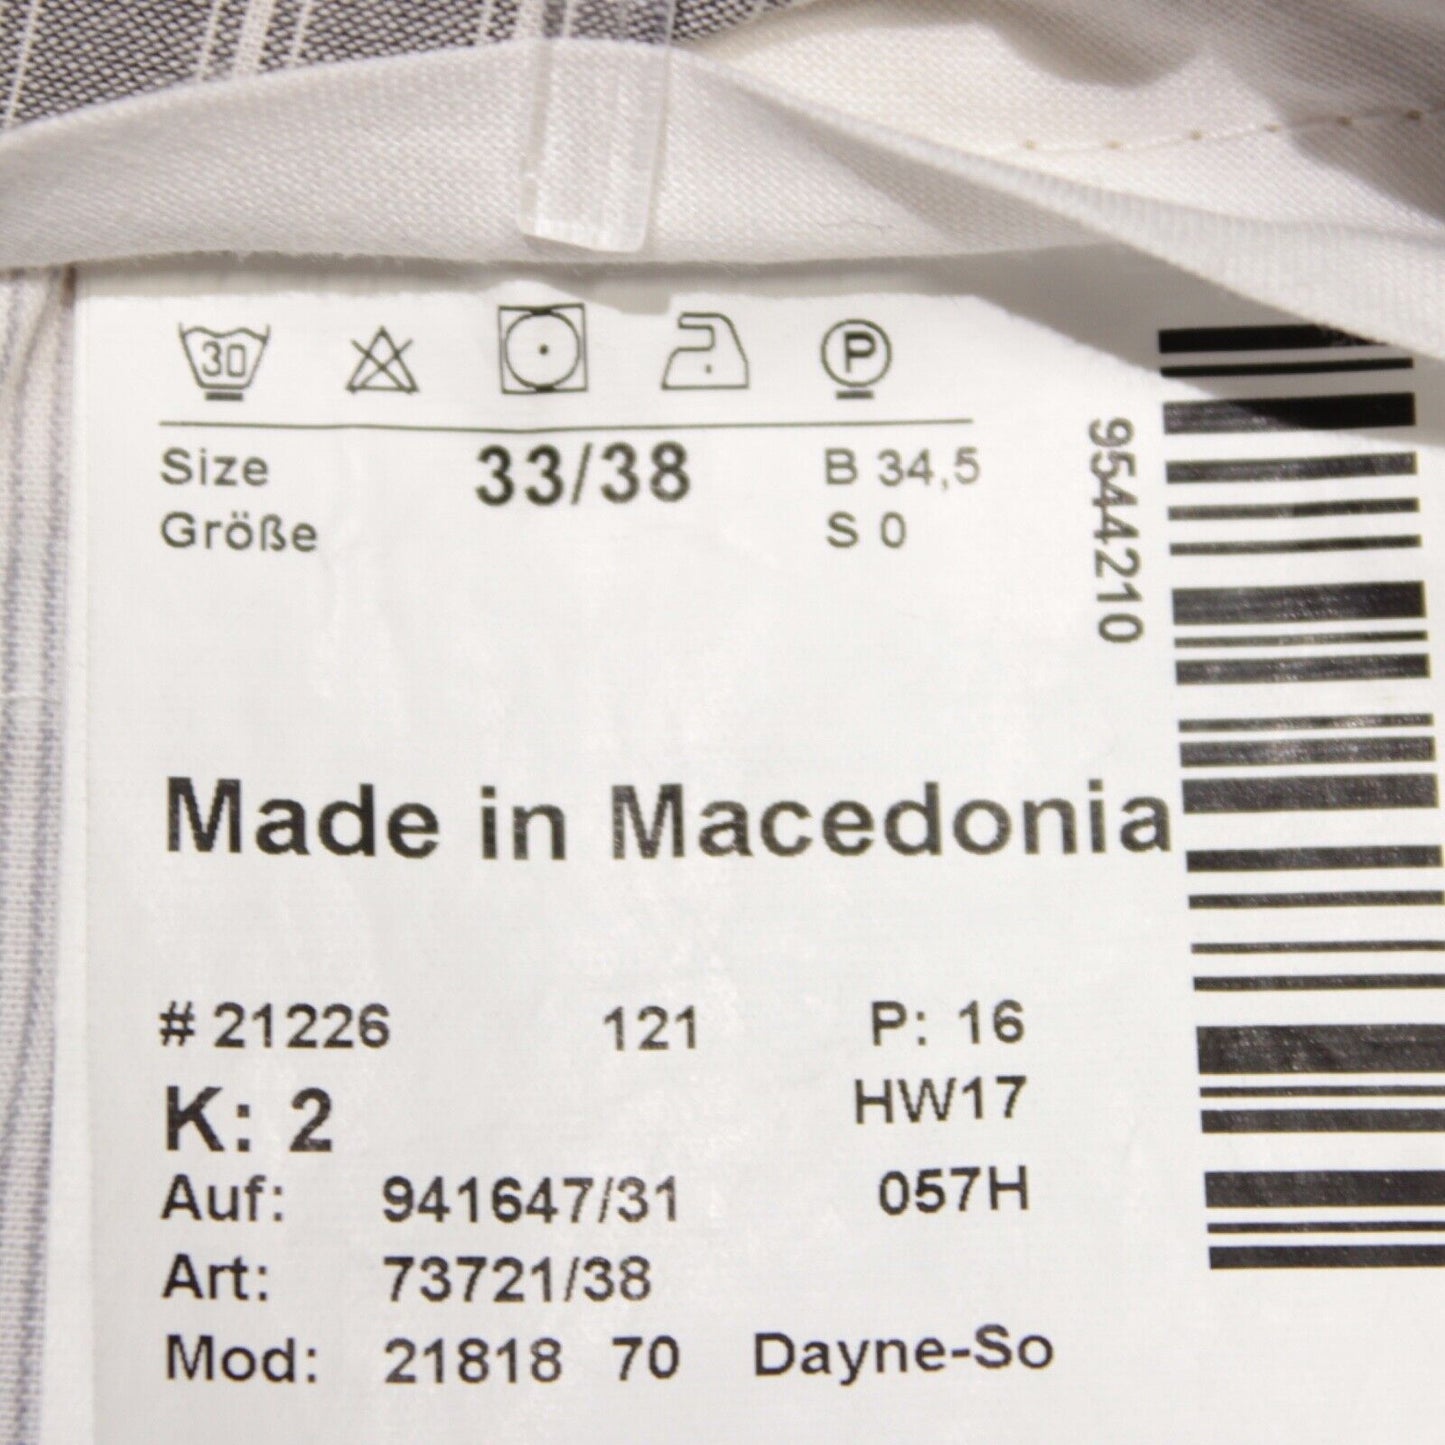 30 P
Size 33/38 B 34,5
Größe S 0
9544210
Made in Macedonia
# 21226 121 P: 16
K: 2 HW17
Auf: 941647/31 057H
Art: 73721/38
Mod: 21818 70 Dayne-So